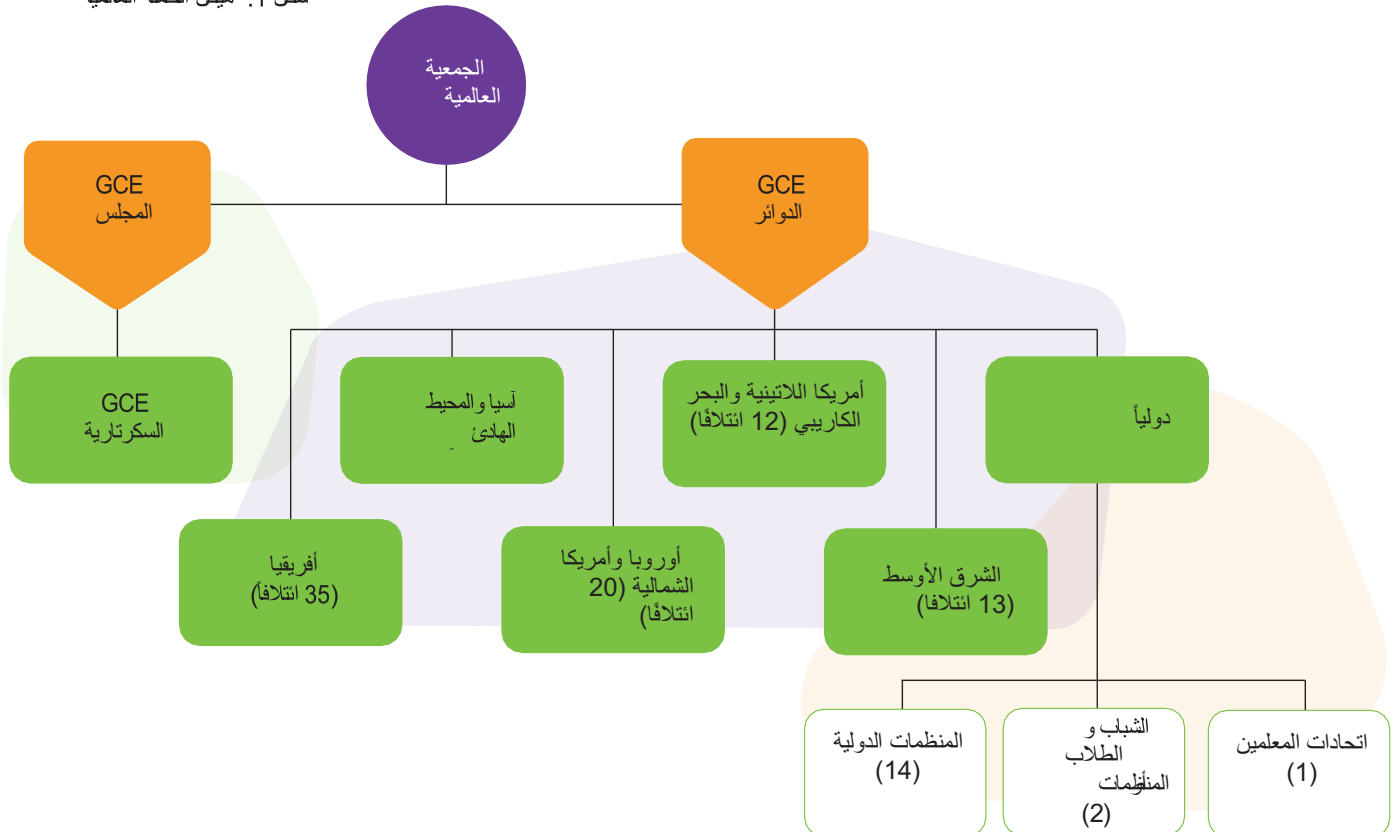 شكل 1:
الجمعية
العالمية
GCE
المجلس
GCE
الدوائر
GCE
السكرتارية
آسيا والمحيط
الهادئ
أمريكا اللاتينية والبحر
الكاريبي (12 ائتلافًا)
دولياً
أفريقيا
(35 ائتلافاً)
أوروبا وأمريكا
الشمالية (20
ائتلافًا)
الشرق الأوسط
(13 ائتلافا)
المنظمات الدولية
(14)
الشباب و
الطلاب
(2)
اتحادات المعلمين
(1)